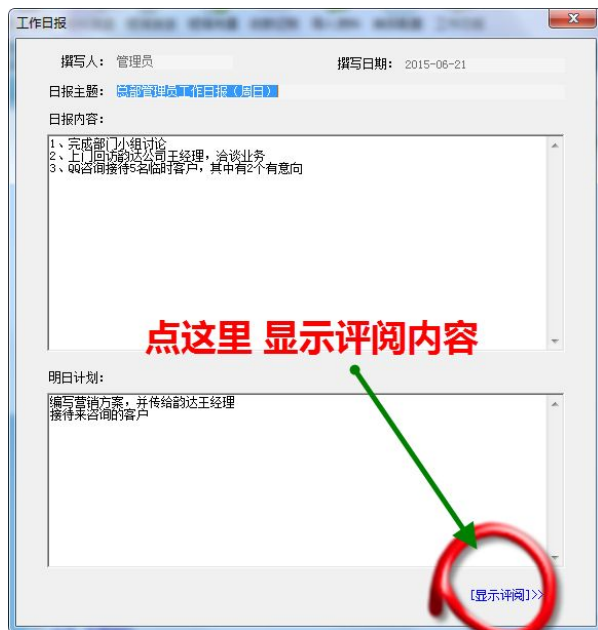 工作日报
撰写人: 管理员 撰写日期: 2015-06-21
日报主题: 总部管理员工作日报（周日）
日报内容:
1、完成部门小组讨论
2、上门回访韵达公司王经理，洽谈业务
3、QQ咨询接待5名临时客户，其中有2个有意向
点这里 显示评阅内容
明日计划:
编写营销方案，并传给韵达王经理
接待来咨询的客户
[显示评阅]>>